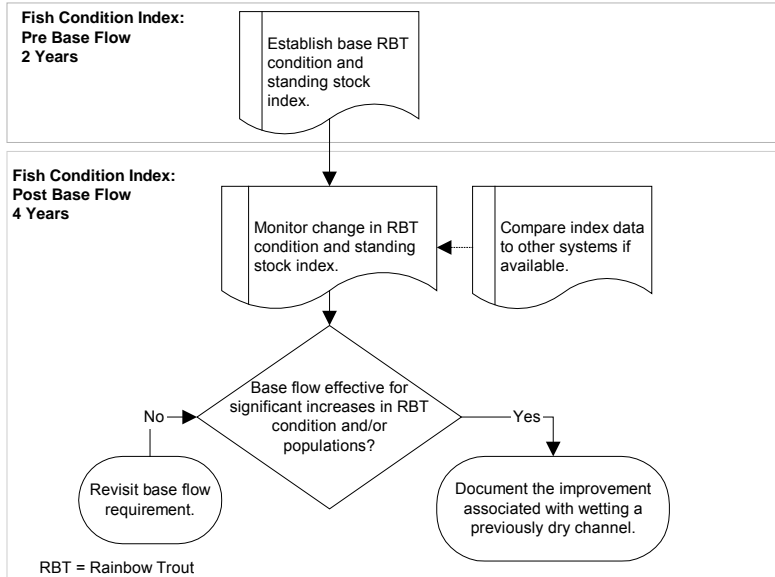 Fish Condition Index:
Pre Base Flow
2 Years
Establish base RBT
condition and
standing stock
index.
Fish Condition Index:
Post Base Flow
4 Years
Monitor change in RBT
condition and standing
stock index.
Compare index data
to other systems if
available.
Base flow effective for
significant increases in RBT
condition and/or
populations?
No
Yes
Revisit base flow
requirement.
Document the improvement
associated with wetting a
previously dry channel.
RBT = Rainbow Trout